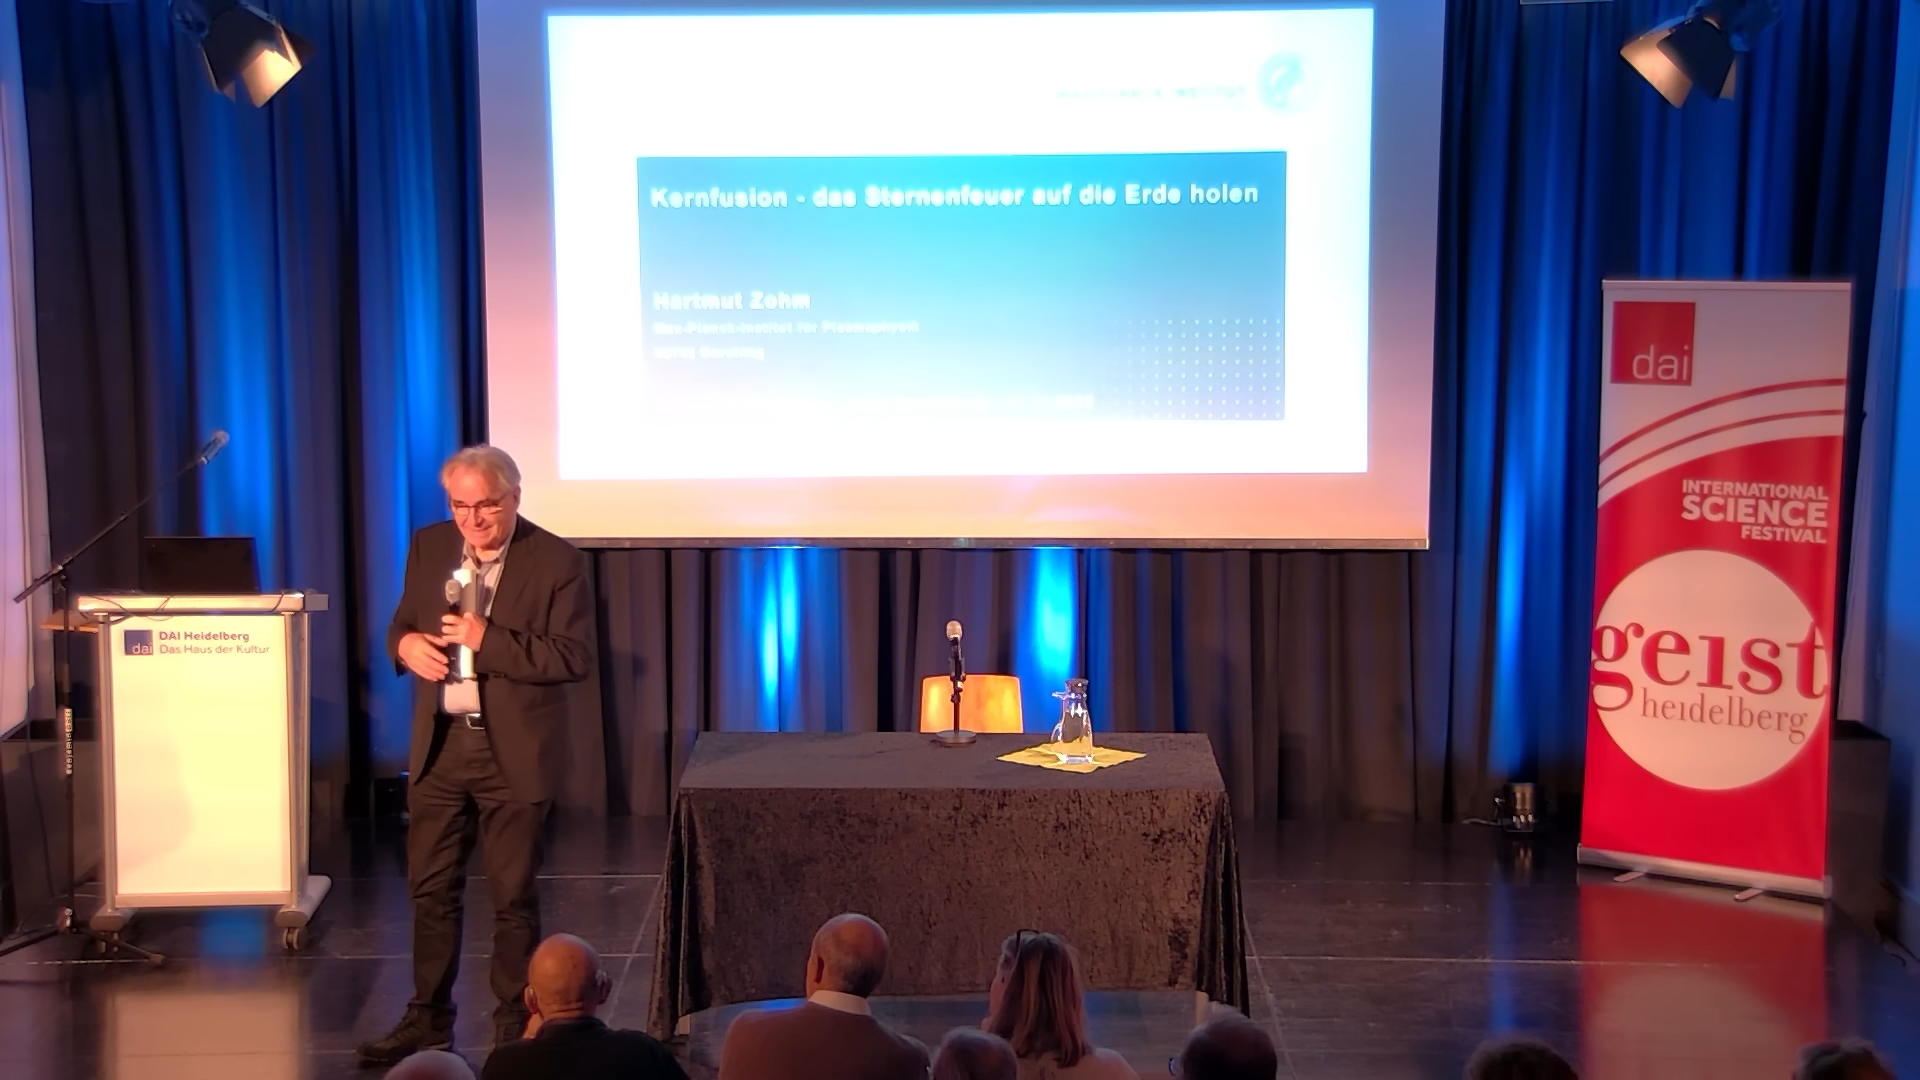 Kernfusion - das Sternenfeuer auf die Erde holen
Hartmut Zohm
Max-Planck-Institut für Plasmaphysik
dai
INTERNATIONAL
SCIENCE
FESTIVAL
geist
heidelberg
dai
DAI Heidelberg
Das Haus der Kultur